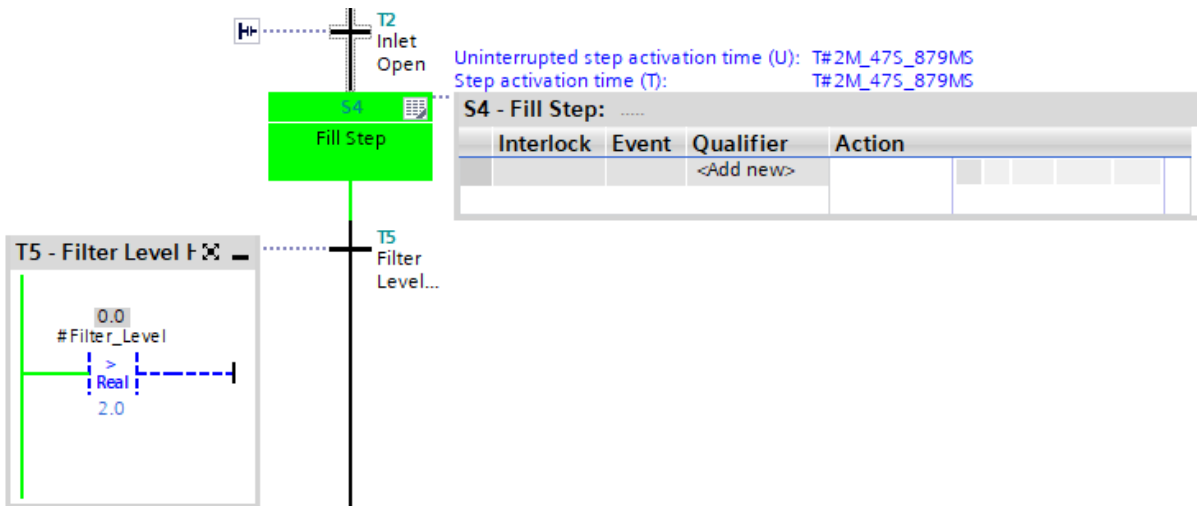 T2
Inlet
Open
Uninterrupted step activation time (U): T#2M_47S_879MS
Step activation time (T): T#2M_47S_879MS
S4
Fill Step
S4 - Fill Step: .....
Interlock Event Qualifier Action
<Add new>
T5
Filter
Level...
T5 - Filter Level
0.0
#Filter_Level
>
Real
2.0